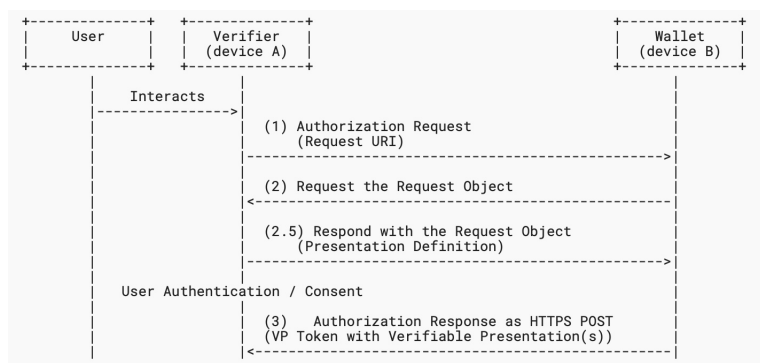 User Verifier Wallet
(device A) (device B)
Interacts
(1) Authorization Request
(Request URI)
(2) Request the Request Object
(2.5) Respond with the Request Object
(Presentation Definition)
User Authentication / Consent
(3) Authorization Response as HTTPS POST
(VP Token with Verifiable Presentation(s))